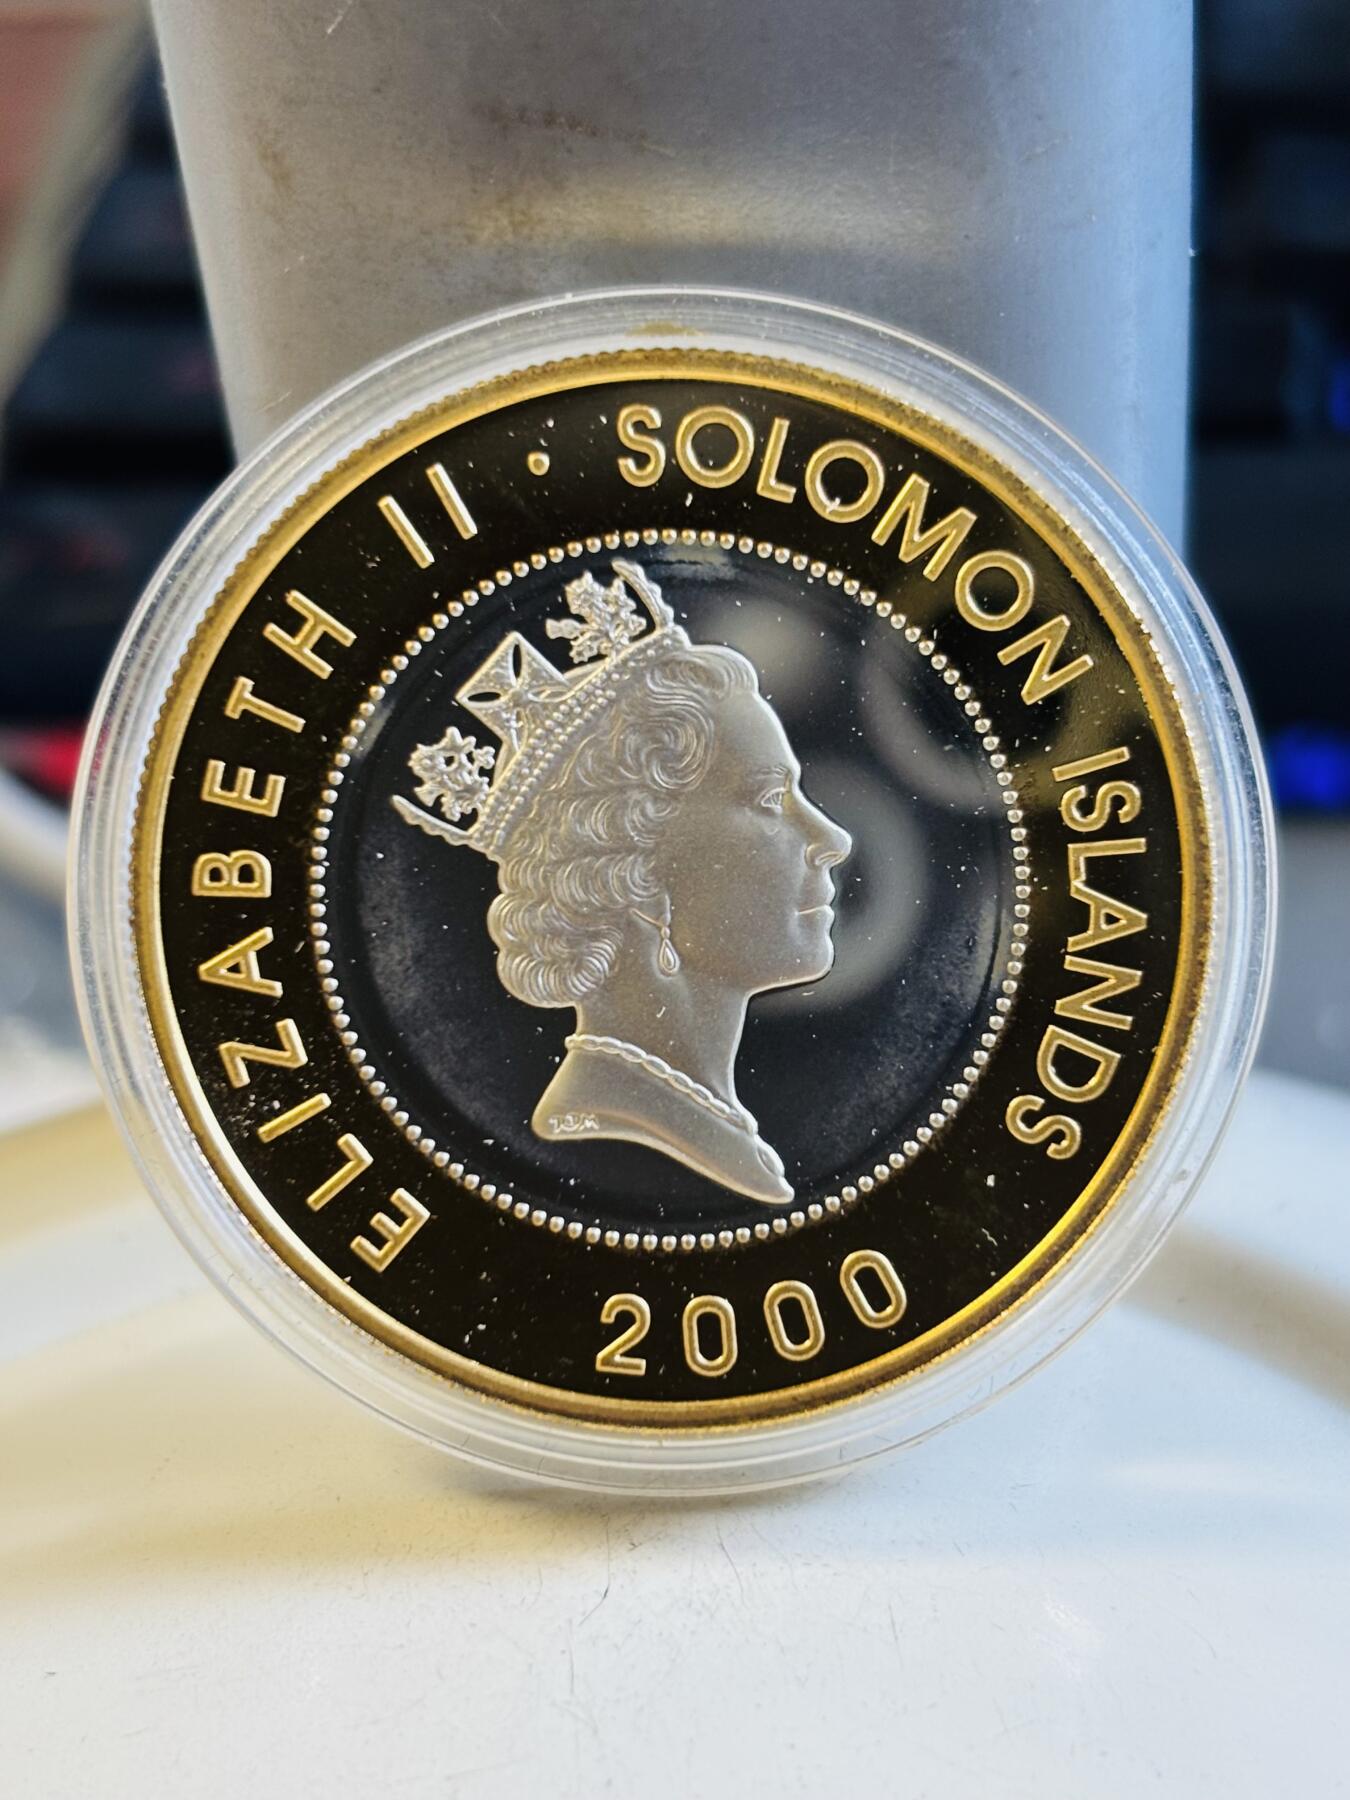 ELIZABETH II · SOLOMON ISLANDS
2000